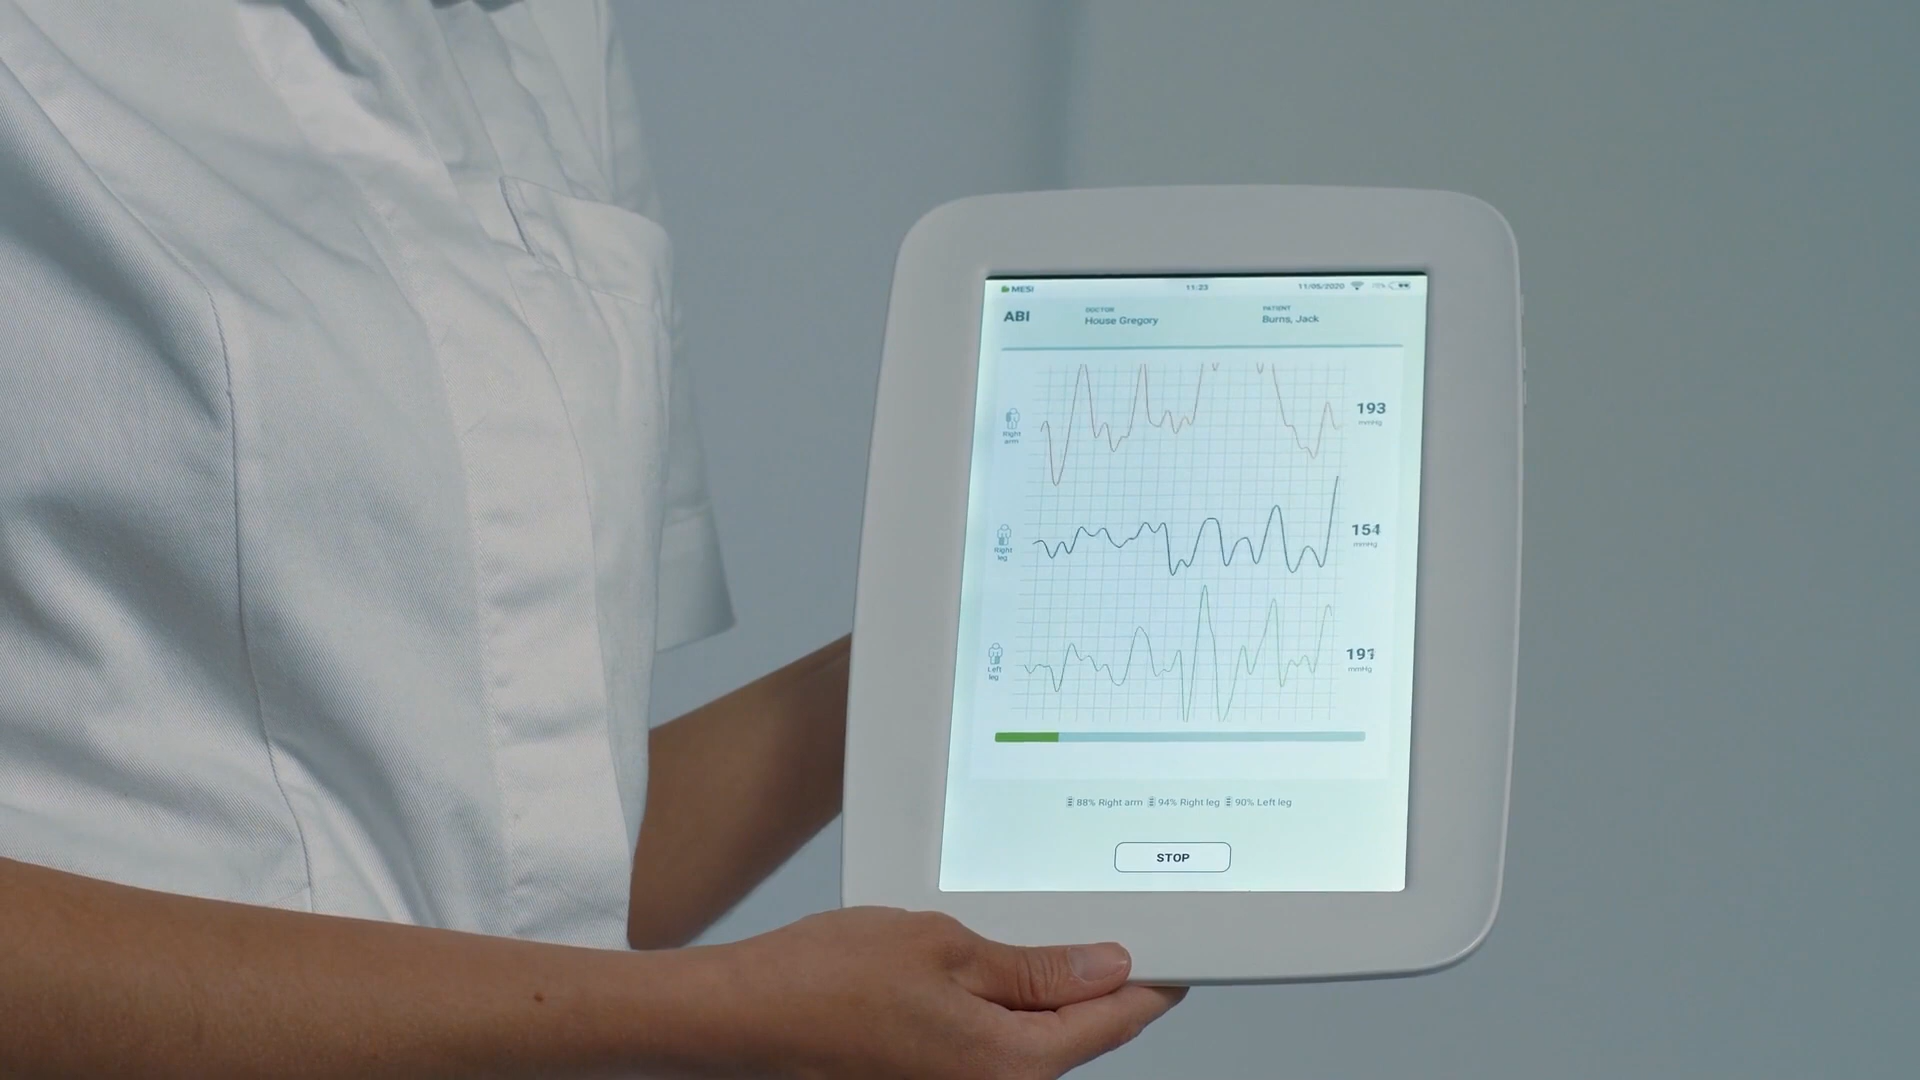 MESI 11:23 11/05/2020
ABI
DOCTOR
House Gregory
PATIENT
Burns, Jack
Right
arm
193
mmHg
Right
leg
154
mmHg
Left
leg
191
mmHg
88% Right arm 94% Right leg 90% Left leg
STOP